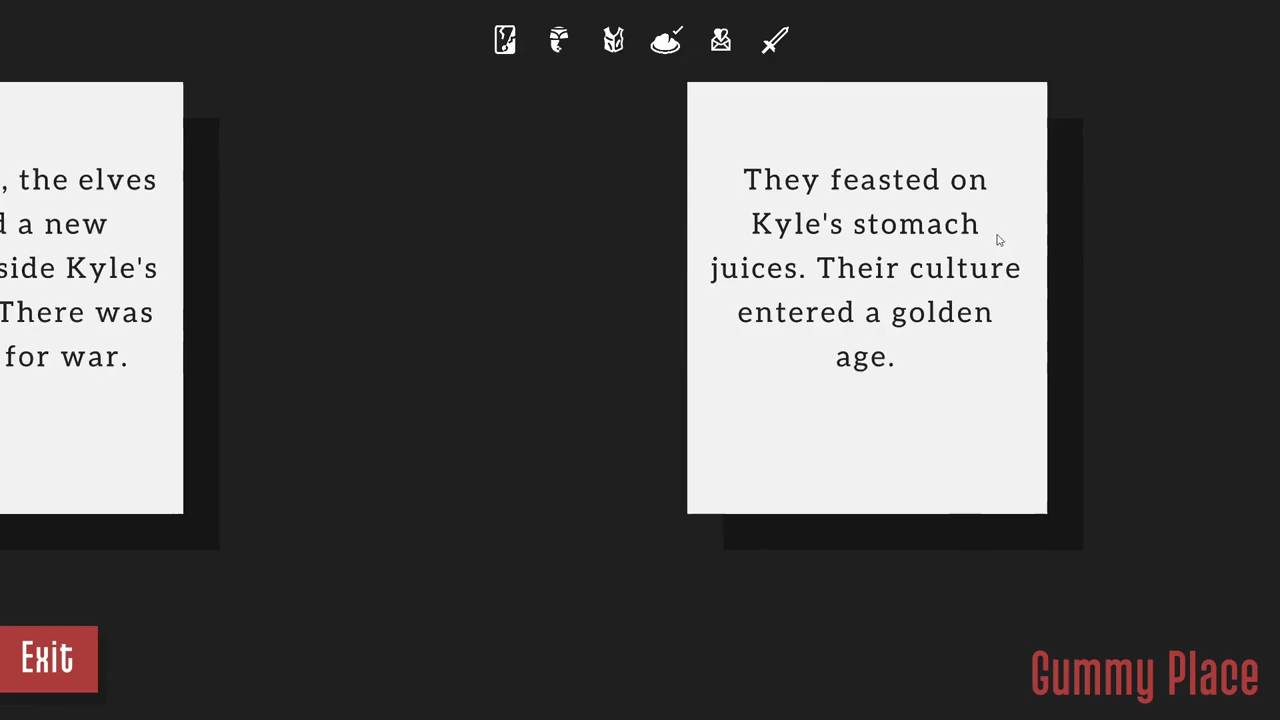 , the elves
d a new
side Kyle's
There was
for war.
They feasted on
Kyle's stomach
juices. Their culture
entered a golden
age.
Exit
Gummy Place